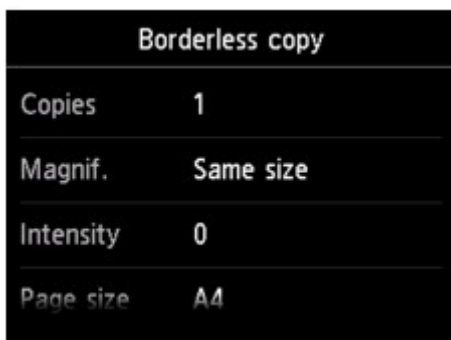 Borderless copy
Copies 1
Magnif. Same size
Intensity 0
Page size A4